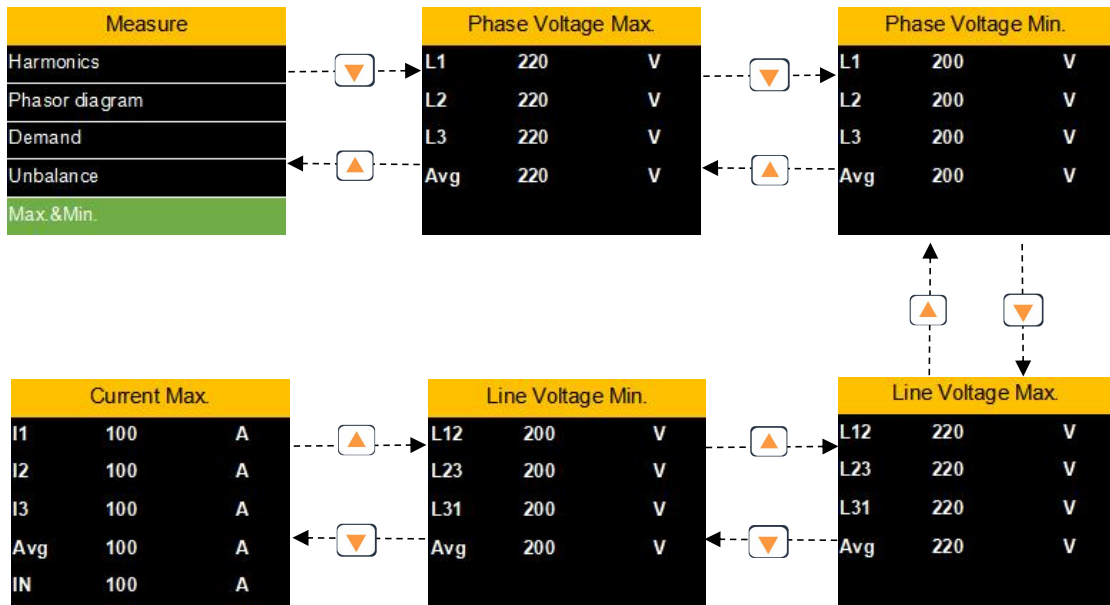 Measure
Harmonics
Phasor diagram
Demand
Unbalance
Max.&Min.
Phase Voltage Max.
L1 220 V
L2 220 V
L3 220 V
Avg 220 V
Phase Voltage Min.
L1 200 V
L2 200 V
L3 200 V
Avg 200 V
Current Max.
I1 100 A
I2 100 A
I3 100 A
Avg 100 A
IN 100 A
Line Voltage Min.
L12 200 V
L23 200 V
L31 200 V
Avg 200 V
Line Voltage Max.
L12 220 V
L23 220 V
L31 220 V
Avg 220 V